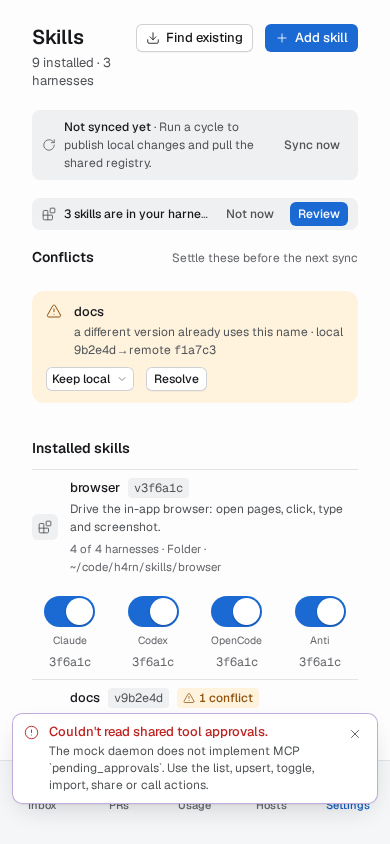 Skills
Find existing
Add skill
9 installed · 3
harnesses
Not synced yet · Run a cycle to
publish local changes and pull the
shared registry.
Sync now
3 skills are in your harne…
Not now
Review
Conflicts
Settle these before the next sync
docs
a different version already uses this name · local
9b2e4d→remote f1a7c3
Keep local
Resolve
Installed skills
browser v3f6a1c
Drive the in-app browser: open pages, click, type
and screenshot.
4 of 4 harnesses · Folder ·
~/code/h4rn/skills/browser
Claude Codex OpenCode Anti
3f6a1c 3f6a1c 3f6a1c 3f6a1c
docs v9b2e4d 1 conflict
Couldn't read shared tool approvals.
The mock daemon does not implement MCP
`pending_approvals`. Use the list, upsert, toggle,
import, share or call actions.
Inbox PRs Usage Hosts Settings